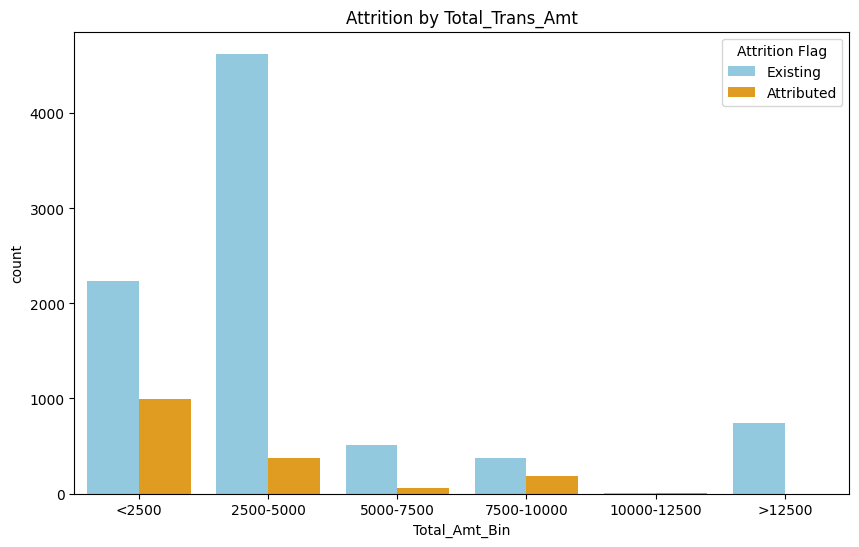 Attrition by Total_Trans_Amt
Attrition Flag
Existing
Attributed
count
4000
3000
2000
1000
0
<2500 2500-5000 5000-7500 7500-10000 10000-12500 >12500
Total_Amt_Bin